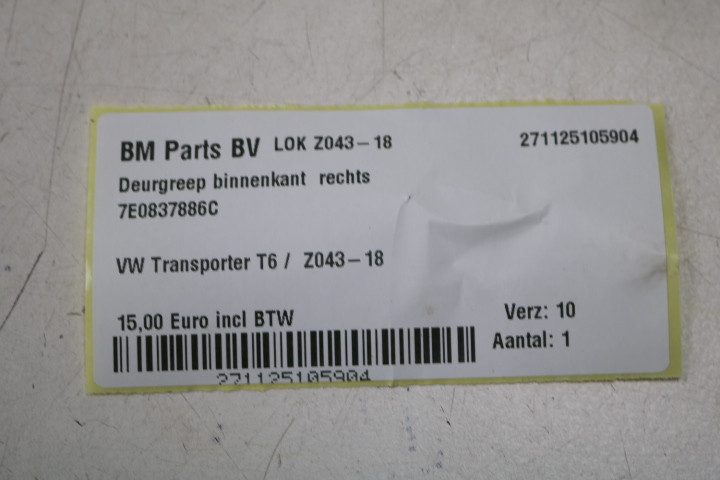 BM Parts BV LOK Z043-18 271125105904
Deurgreep binnenkant rechts
7E0837886C
VW Transporter T6 / Z043-18
15,00 Euro incl BTW Verz: 10
Aantal: 1
271125105904